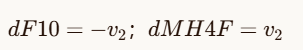 dF10 = −v₂; dMH4F = v₂